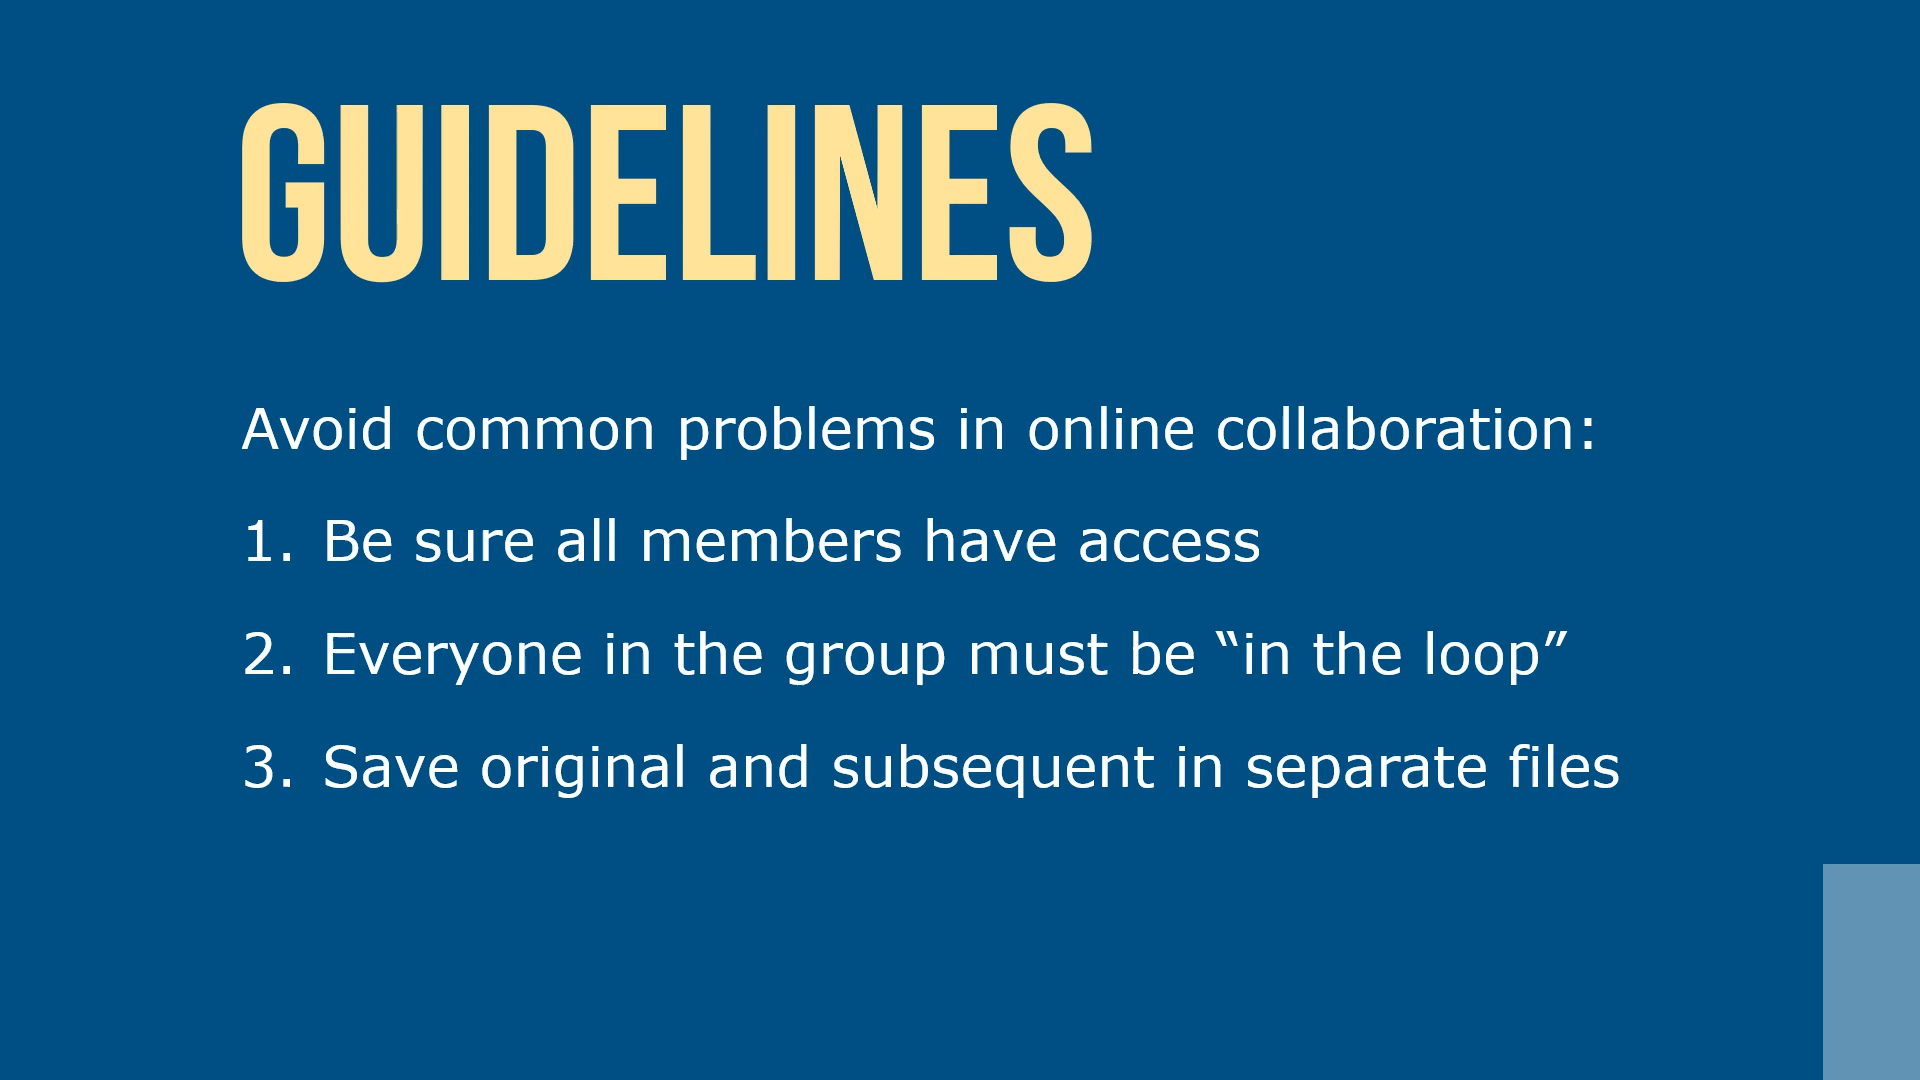 GUIDELINES
Avoid common problems in online collaboration:
1. Be sure all members have access
2. Everyone in the group must be “in the loop”
3. Save original and subsequent in separate files